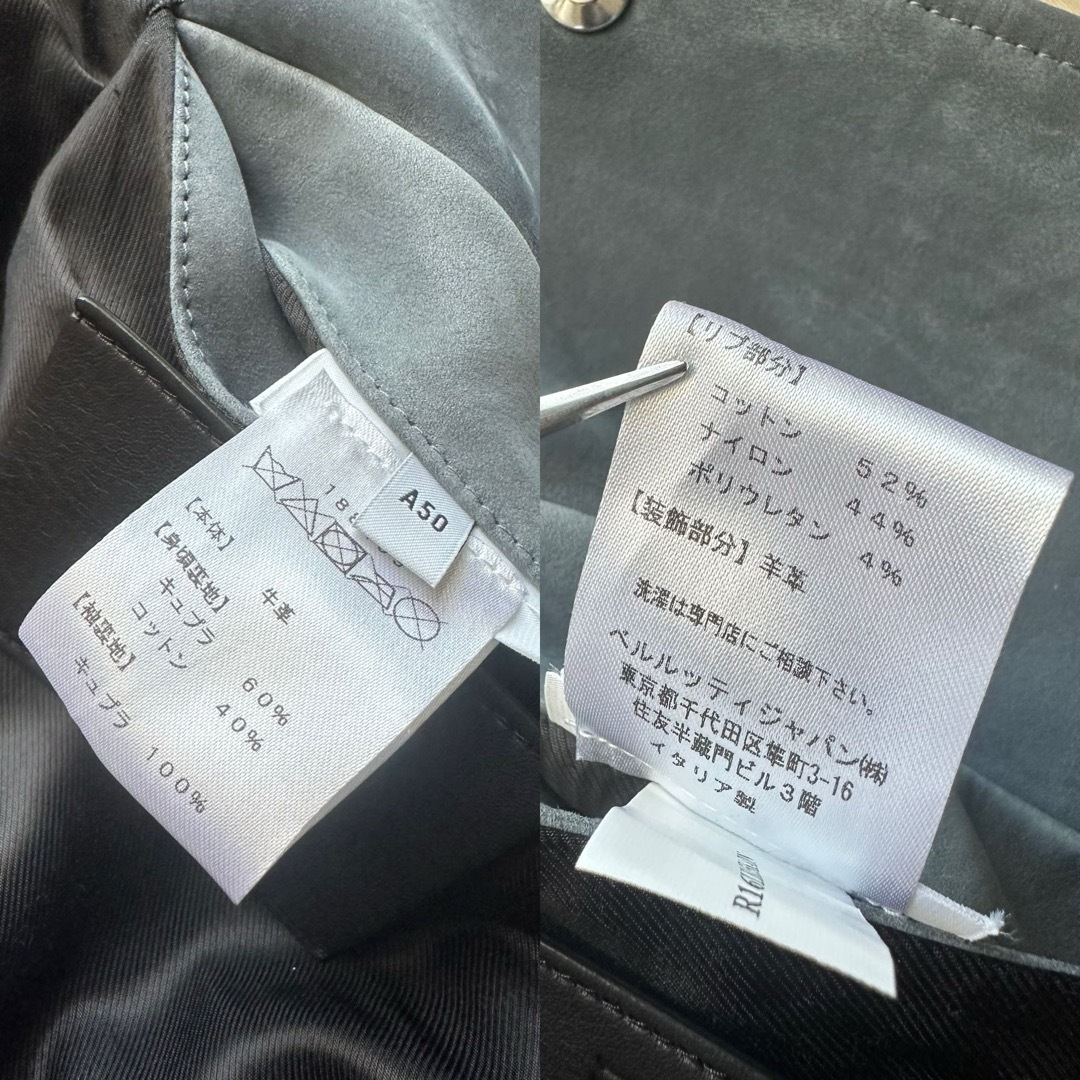 A50
【本体】
牛革
【身頃裏地】
キュプラ 60%
コットン 40%
【袖裏地】
キュプラ 100%
【リブ部分】
コットン 52%
ナイロン 44%
ポリウレタン 4%
【装飾部分】羊革
洗濯は専門店にご相談下さい。
ベルルッティジャパン㈱
東京都千代田区隼町3-16
住友半蔵門ビル3階
イタリア製